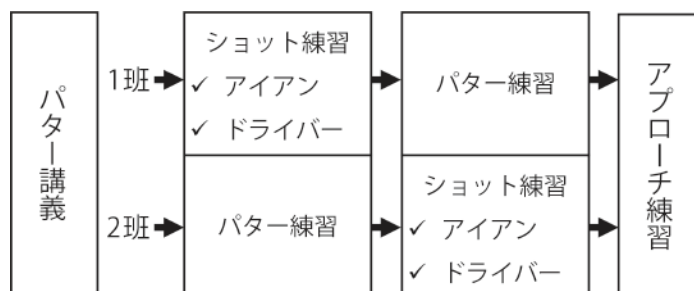 パター講義
1班
ショット練習
✓ アイアン
✓ ドライバー
パター練習
2班
パター練習
ショット練習
✓ アイアン
✓ ドライバー
アプローチ練習